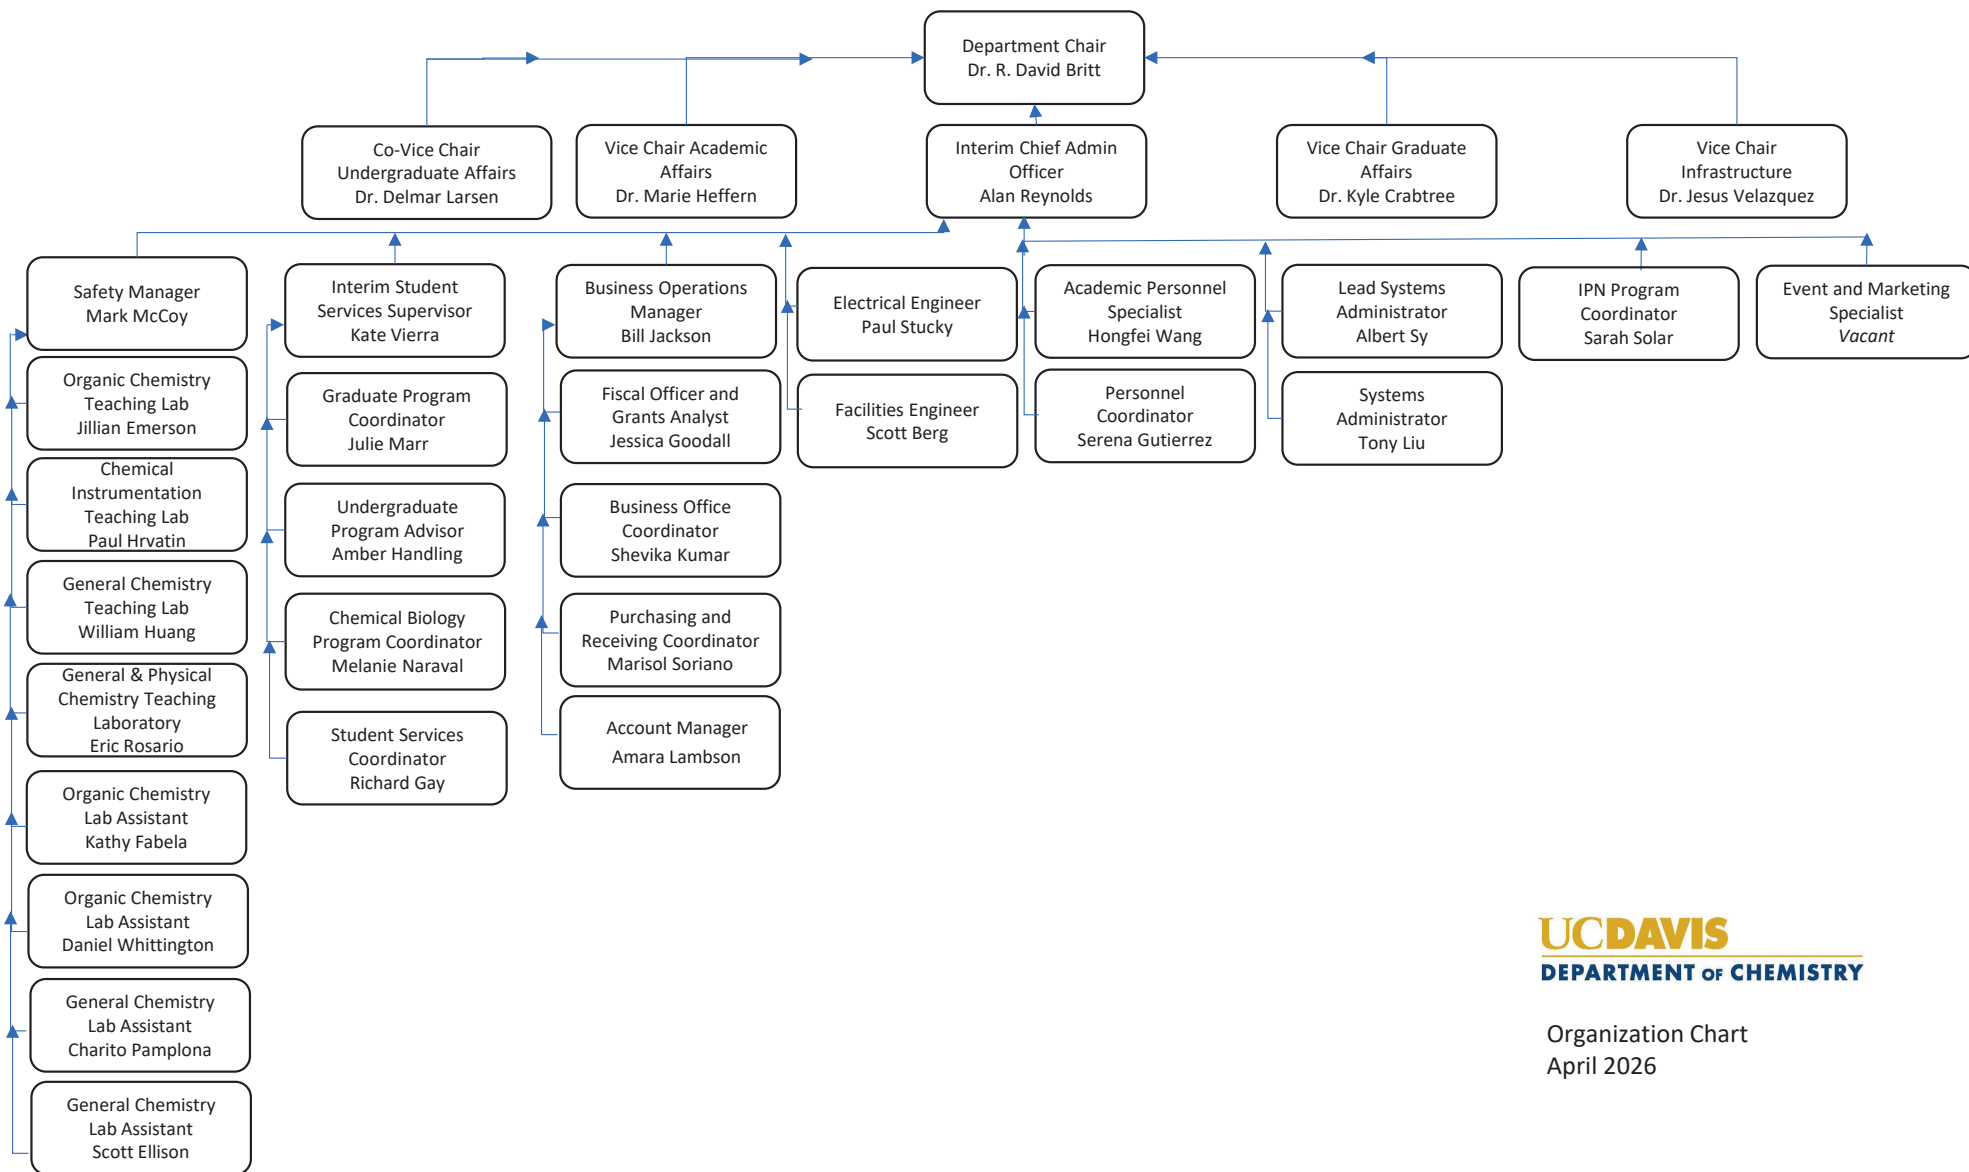 Department Chair
Dr. R. David Britt
Co-Vice Chair
Undergraduate Affairs
Dr. Delmar Larsen
Vice Chair Academic
Affairs
Dr. Marie Heffern
Interim Chief Admin
Officer
Alan Reynolds
Vice Chair Graduate
Affairs
Dr. Kyle Crabtree
Vice Chair
Infrastructure
Dr. Jesus Velazquez
Safety Manager
Mark McCoy
Interim Student
Services Supervisor
Kate Vierra
Business Operations
Manager
Bill Jackson
Electrical Engineer
Paul Stucky
Academic Personnel
Specialist
Hongfei Wang
Lead Systems
Administrator
Albert Sy
IPN Program
Coordinator
Sarah Solar
Event and Marketing
Specialist
Vacant
Organic Chemistry
Teaching Lab
Jillian Emerson
Graduate Program
Coordinator
Julie Marr
Fiscal Officer and
Grants Analyst
Jessica Goodall
Facilities Engineer
Scott Berg
Personnel
Coordinator
Serena Gutierrez
Systems
Administrator
Tony Liu
Chemical
Instrumentation
Teaching Lab
Paul Hrvatin
Undergraduate
Program Advisor
Amber Handling
Business Office
Coordinator
Shevika Kumar
General Chemistry
Teaching Lab
William Huang
Chemical Biology
Program Coordinator
Melanie Naraval
Purchasing and
Receiving Coordinator
Marisol Soriano
General & Physical
Chemistry Teaching
Laboratory
Eric Rosario
Student Services
Coordinator
Richard Gay
Account Manager
Amara Lambson
Organic Chemistry
Lab Assistant
Kathy Fabela
Organic Chemistry
Lab Assistant
Daniel Whittington
General Chemistry
Lab Assistant
Charito Pamplona
General Chemistry
Lab Assistant
Scott Ellison
UCDAVIS
DEPARTMENT OF CHEMISTRY
Organization Chart
April 2026